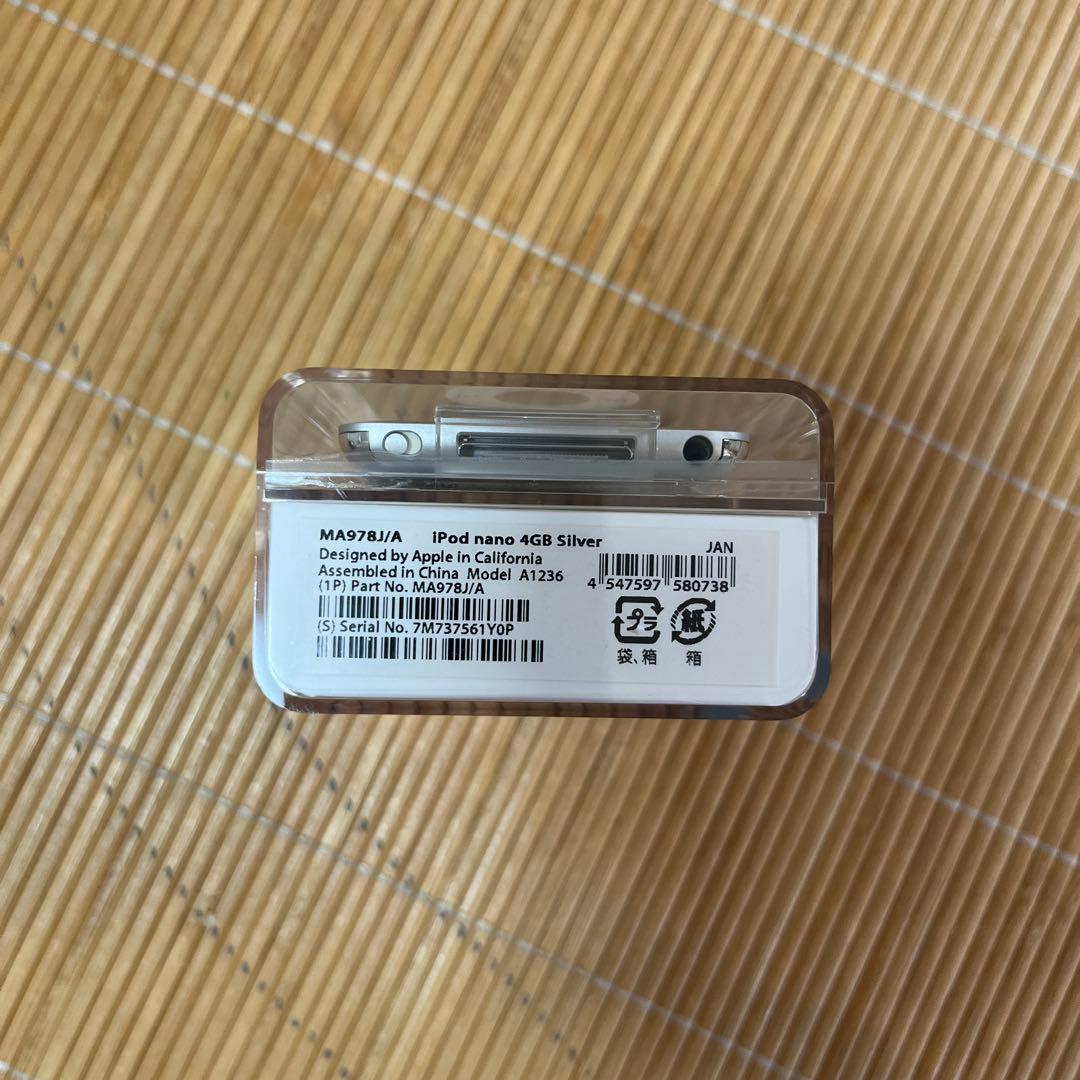 MA978J/A iPod nano 4GB Silver
Designed by Apple in California
Assembled in China Model A1236
(1P) Part No. MA978J/A
(S) Serial No. 7M737561Y0P
JAN
4 547597 580738
プラ 紙
袋、箱 箱